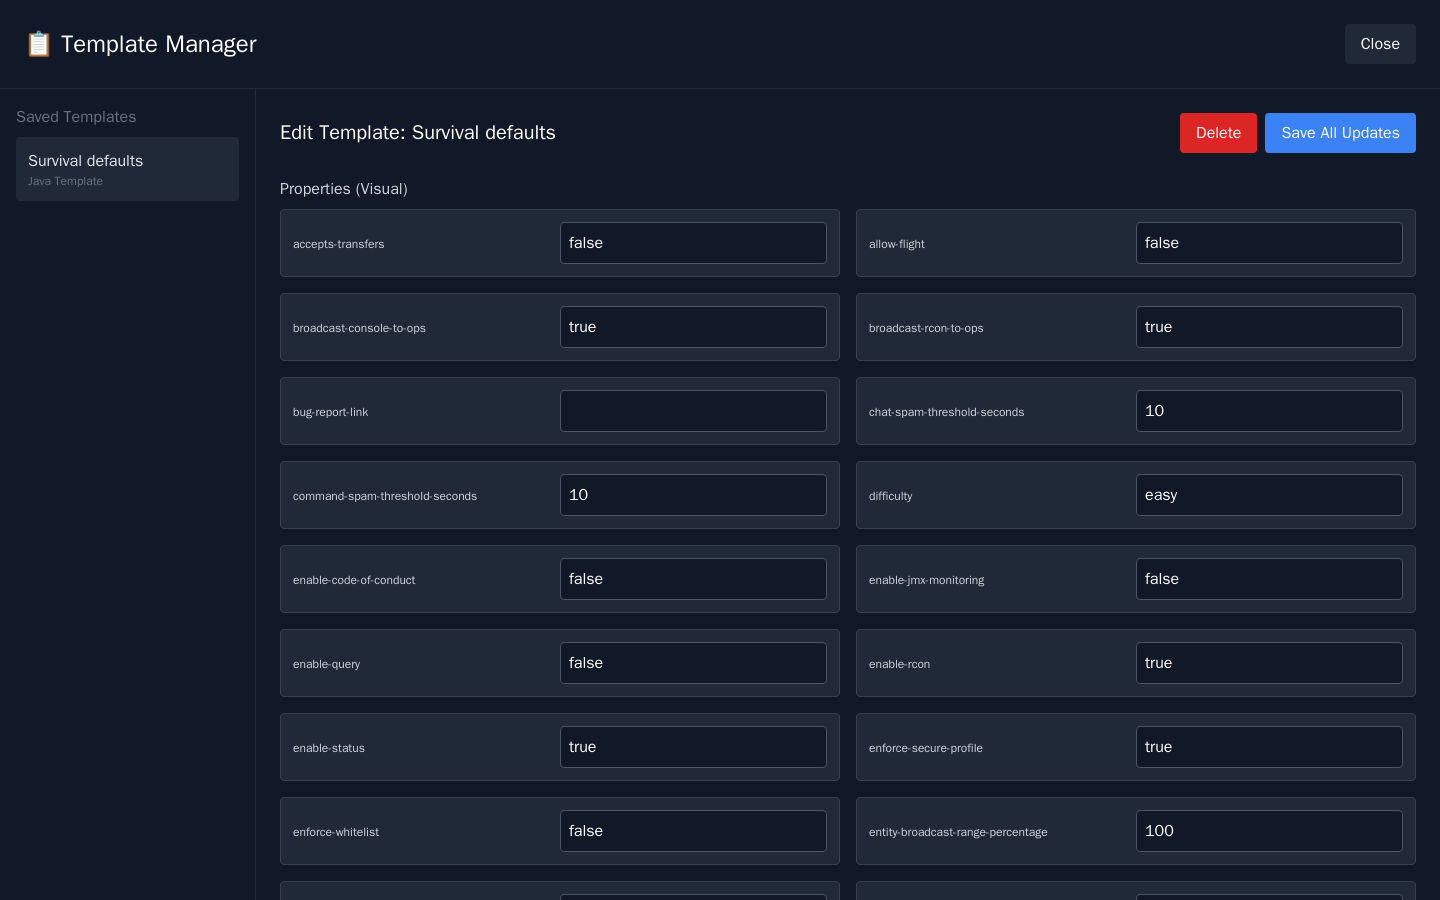 📋 Template Manager
Close
Saved Templates
Survival defaults
Java Template
Edit Template: Survival defaults
Delete
Save All Updates
Properties (Visual)
accepts-transfers false
allow-flight false
broadcast-console-to-ops true
broadcast-rcon-to-ops true
bug-report-link
chat-spam-threshold-seconds 10
command-spam-threshold-seconds 10
difficulty easy
enable-code-of-conduct false
enable-jmx-monitoring false
enable-query false
enable-rcon true
enable-status true
enforce-secure-profile true
enforce-whitelist false
entity-broadcast-range-percentage 100